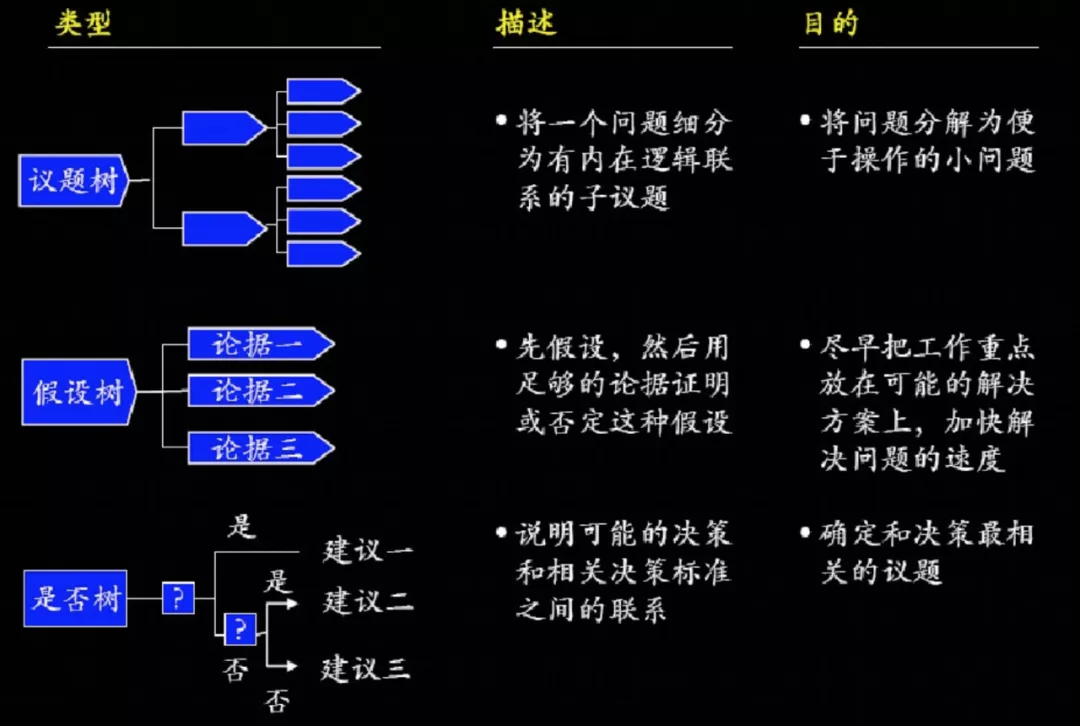 类型
描述
目的
议题树
• 将一个问题细分
为有内在逻辑联
系的子议题
• 将问题分解为便
于操作的小问题
假设树
论据一
论据二
论据三
• 先假设，然后用
足够的论据证明
或否定这种假设
• 尽早把工作重点
放在可能的解决
方案上，加快解
决问题的速度
是否树
?
是
建议一
?
是
建议二
否
建议三
否
• 说明可能的决策
和相关决策标准
之间的联系
• 确定和决策最相
关的议题